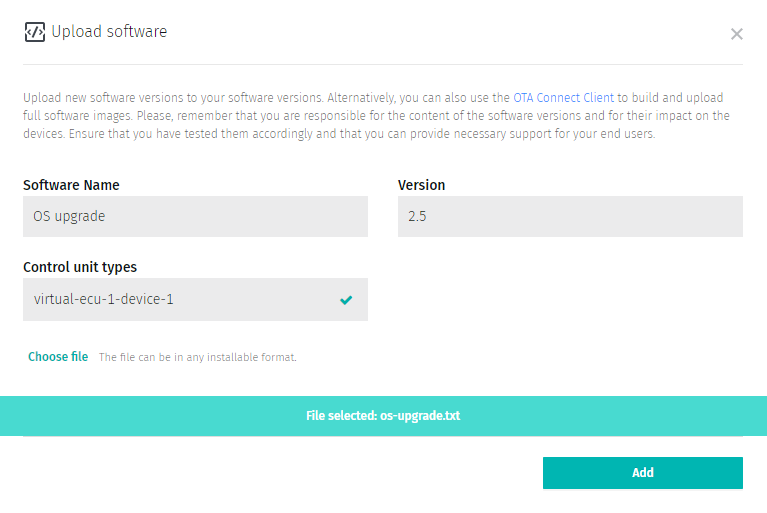 Upload software
Upload new software versions to your software versions. Alternatively, you can also use the OTA Connect Client to build and upload
full software images. Please, remember that you are responsible for the content of the software versions and for their impact on the
devices. Ensure that you have tested them accordingly and that you can provide necessary support for your end users.
Software Name
Version
OS upgrade
2.5
Control unit types
virtual-ecu-1-device-1
Choose file The file can be in any installable format.
File selected: os-upgrade.txt
Add